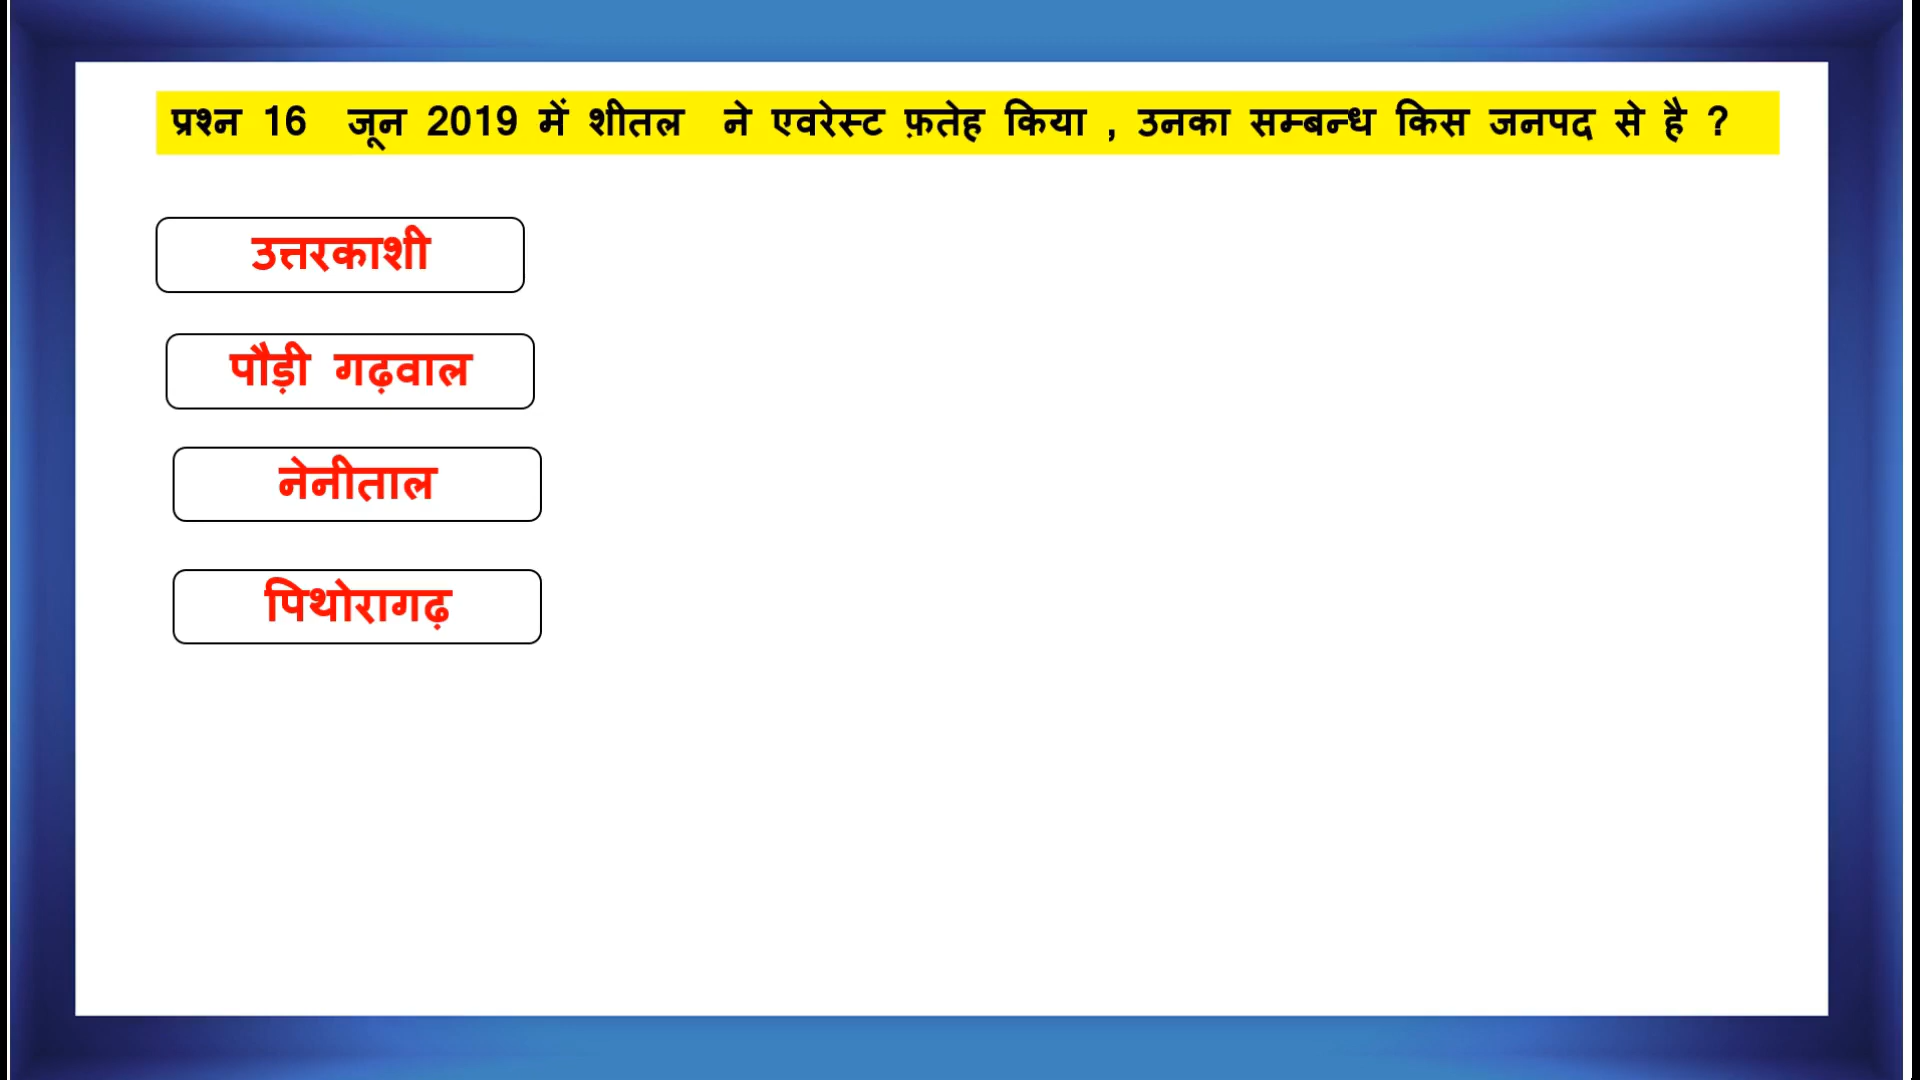 प्रश्न 16 जून 2019 में शीतल ने एवरेस्ट फ़तेह किया , उनका सम्बन्ध किस जनपद से है ?
उत्तरकाशी
पौड़ी गढ़वाल
नेनीताल
पिथोरागढ़